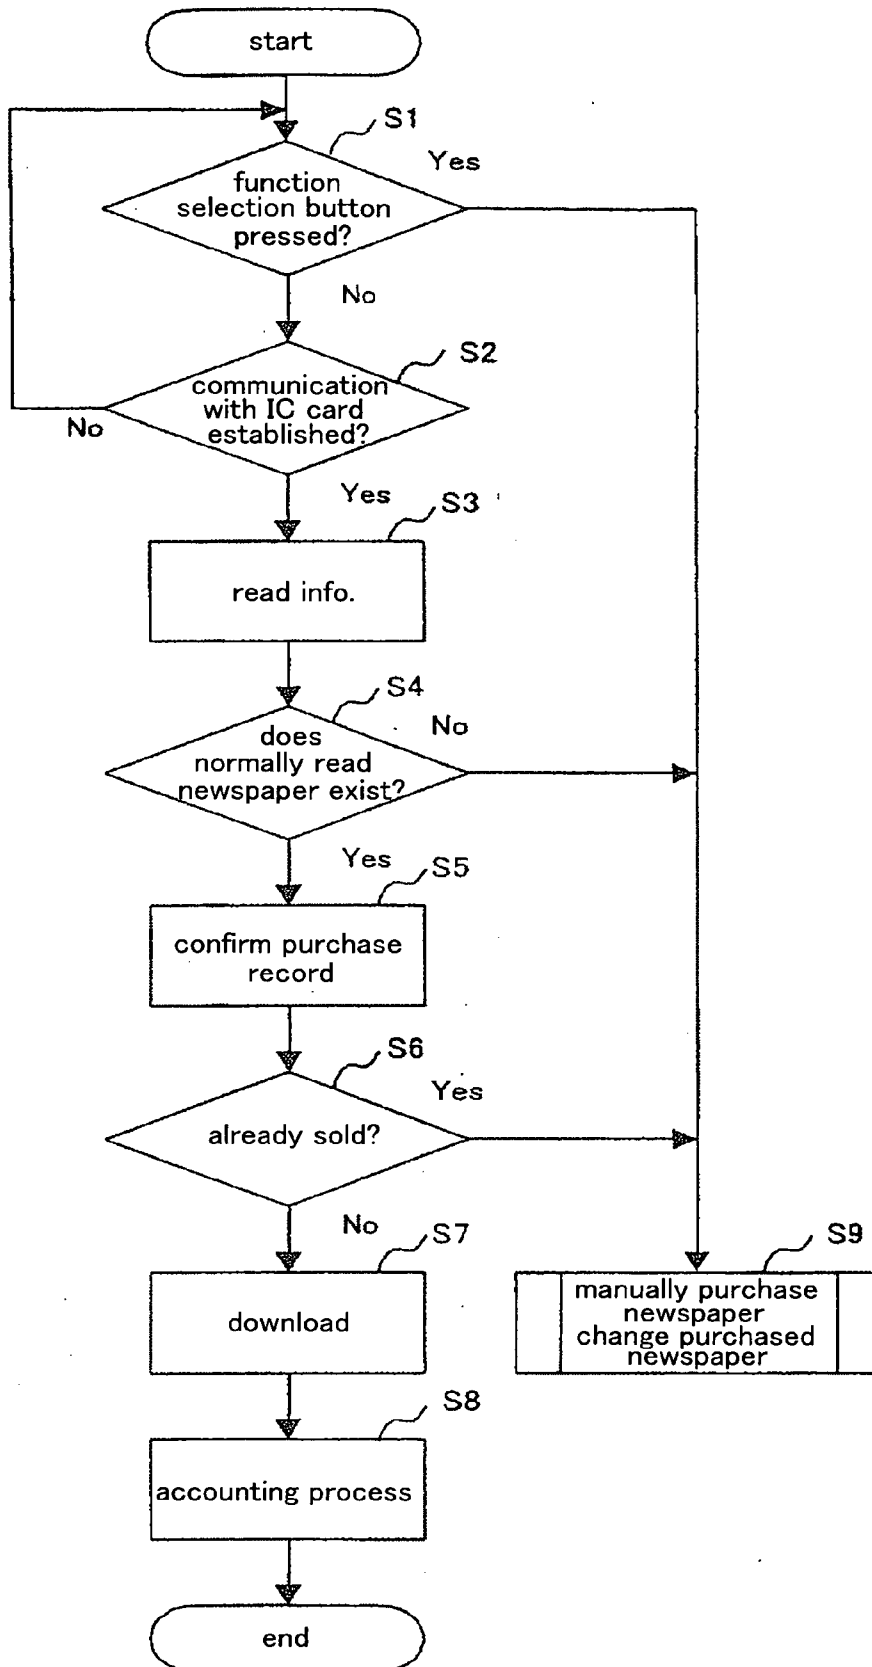 start
S1
Yes
function
selection button
pressed?
No
S2
communication
with IC card
established?
No
Yes
S3
read info.
S4
No
does
normally read
newspaper exist?
Yes
S5
confirm purchase
record
S6
Yes
already sold?
No
S7
S9
download
manually purchase
newspaper
change purchased
newspaper
S8
accounting process
end